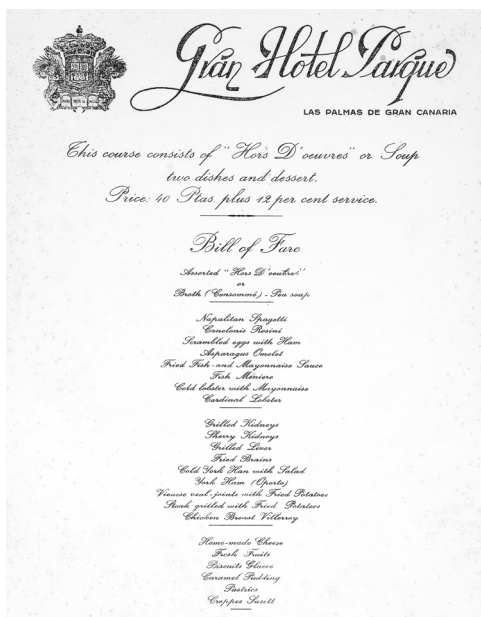 Gran Hotel Parque
LAS PALMAS DE GRAN CANARIA
This course consists of "Hors D'oeuvres" or Soup
two dishes and dessert.
Price: 40 Ptas. plus 12 per cent service.
Bill of Fare
Assorted "Hors D'oeuvre"
or
Broth (Consommé) - Pea soup
Napolitan Spagetti
Canelonis Rosini
Scrambled eggs with Ham
Asparagus Omelet
Fried Fish-and Mayonnaise Sauce
Fish Meniere
Cold lobster with Mayonnaise
Cardinal Lobster
Grilled Kidneys
Sherry Kidneys
Grilled Liver
Fried Brains
Cold York Han with Salad
York Ham (Oporto)
Vienese veal-joints with Fried Potatoes
Steak grilled with Fried Potatoes
Chicken Breast Villerroy
Home-made Cheese
Fresh Fruits
Biscuits Glacee
Caramel Pudding
Pastries
Creppes Susett